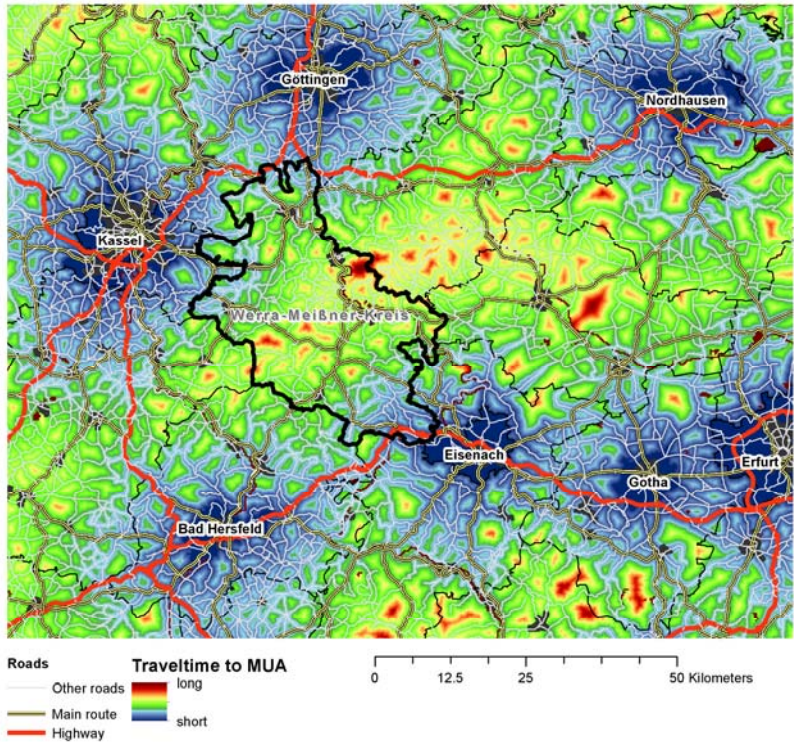 Göttingen
Nordhausen
Kassel
Werra-Meißner-Kreis
Eisenach
Gotha
Erfurt
Bad Hersfeld
Roads
Other roads
Main route
Highway
Traveltime to MUA
long
short
0 12.5 25 50 Kilometers